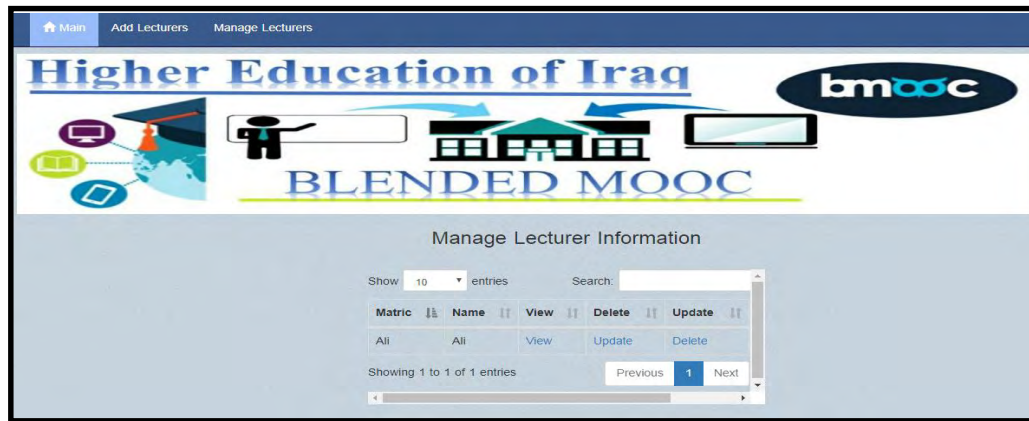 Main Add Lecturers Manage Lecturers
Higher Education of Iraq
bmooc
BLENDED MOOC
Manage Lecturer Information
Show 10 entries Search:
Matric Name View Delete Update
Ali Ali View Update Delete
Showing 1 to 1 of 1 entries Previous 1 Next